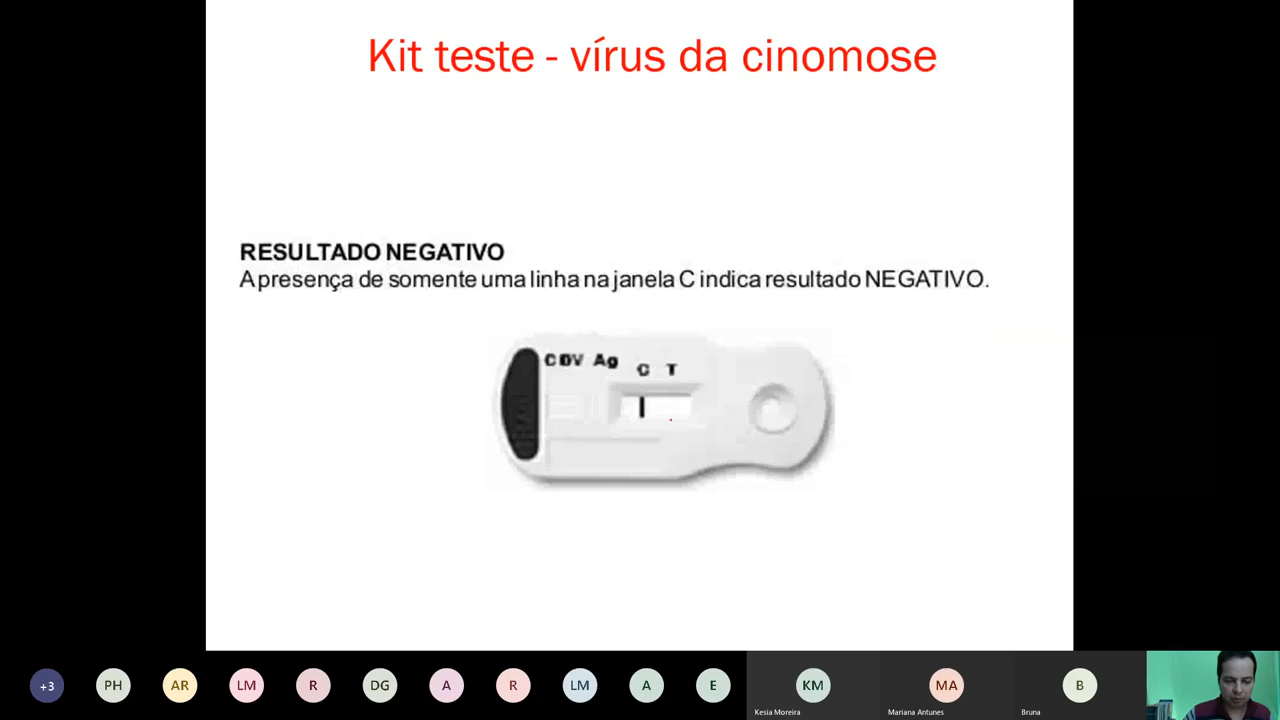 Kit teste - vírus da cinomose
RESULTADO NEGATIVO
A presença de somente uma linha na janela C indica resultado NEGATIVO.
CDV Ag
C T
+3 PH AR LM R DG A R LM A E KM MA B
Kesia Moreira Mariana Antunes Bruna